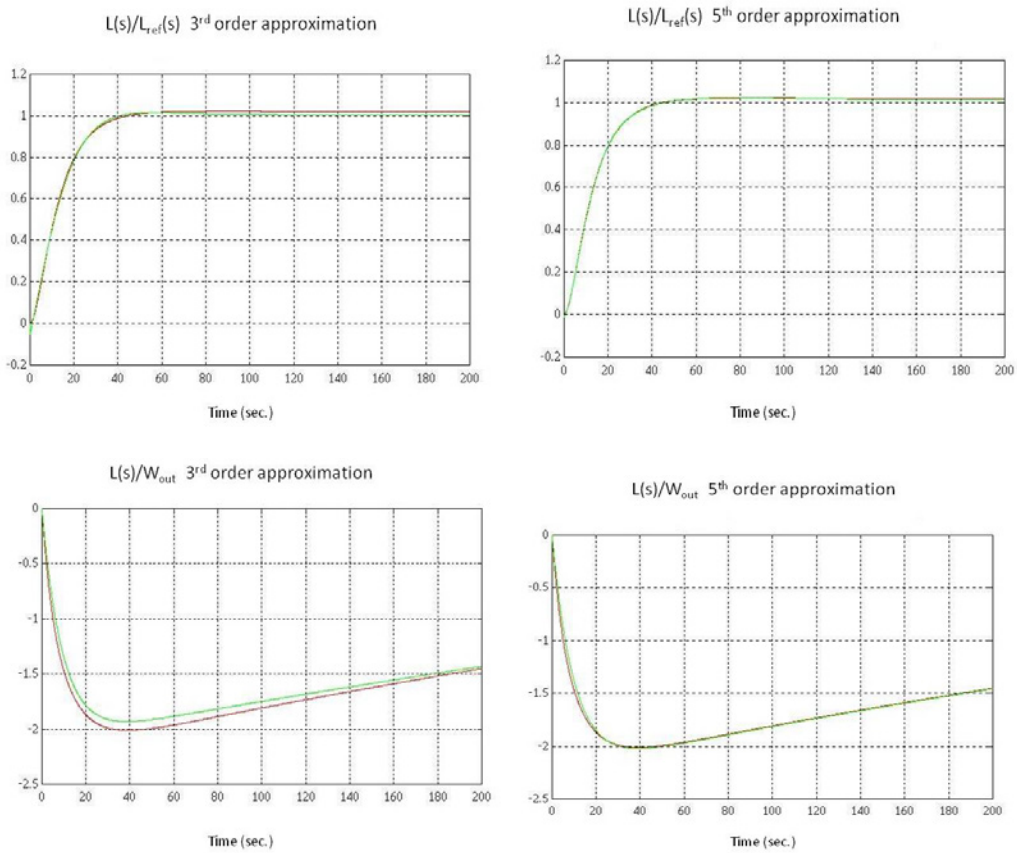 L(s)/Lref(s) 3rd order approximation
1.2
1
0.8
0.6
0.4
0.2
0
-0.2
0 20 40 60 80 100 120 140 160 180 200
Time (sec.)
L(s)/Lref(s) 5th order approximation
1.2
1
0.8
0.6
0.4
0.2
0
-0.2
0 20 40 60 80 100 120 140 160 180 200
Time (sec.)
L(s)/Wout 3rd order approximation
0
-0.5
-1
-1.5
-2
-2.5
0 20 40 60 80 100 120 140 160 180 200
Time (sec.)
L(s)/Wout 5th order approximation
0
-0.5
-1
-1.5
-2
-2.5
0 20 40 60 80 100 120 140 160 180 200
Time (sec.)